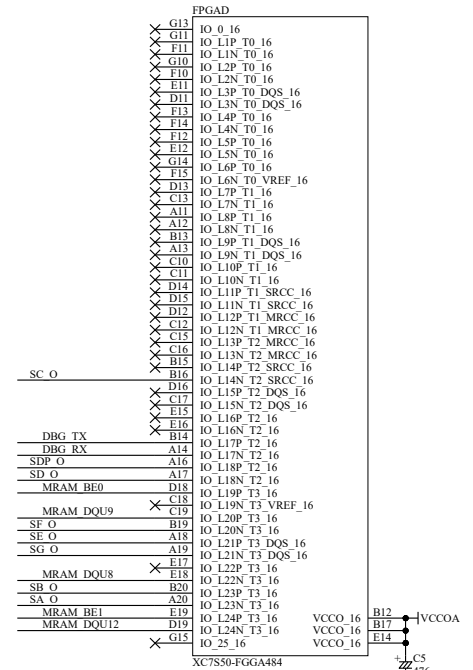 FPGAD
G13 IO_0_16
G11 IO_L1P_T0_16
F11 IO_L1N_T0_16
G10 IO_L2P_T0_16
F10 IO_L2N_T0_16
E11 IO_L3P_T0_DQS_16
D11 IO_L3N_T0_DQS_16
F13 IO_L4P_T0_16
F14 IO_L4N_T0_16
F12 IO_L5P_T0_16
E12 IO_L5N_T0_16
G14 IO_L6P_T0_16
F15 IO_L6N_T0_VREF_16
D13 IO_L7P_T1_16
C13 IO_L7N_T1_16
A11 IO_L8P_T1_16
A12 IO_L8N_T1_16
B13 IO_L9P_T1_DQS_16
A13 IO_L9N_T1_DQS_16
C10 IO_L10P_T1_16
C11 IO_L10N_T1_16
D14 IO_L11P_T1_SRCC_16
D15 IO_L11N_T1_SRCC_16
D12 IO_L12P_T1_MRCC_16
C12 IO_L12N_T1_MRCC_16
C15 IO_L13P_T2_MRCC_16
C16 IO_L13N_T2_MRCC_16
B15 IO_L14P_T2_SRCC_16
SC_O B16 IO_L14N_T2_SRCC_16
D16 IO_L15P_T2_DQS_16
C17 IO_L15N_T2_DQS_16
E15 IO_L16P_T2_16
E16 IO_L16N_T2_16
DBG_TX B14 IO_L17P_T2_16
DBG_RX A14 IO_L17N_T2_16
SDP_O A16 IO_L18P_T2_16
SD_O A17 IO_L18N_T2_16
MRAM_BE0 D18 IO_L19P_T3_16
C18 IO_L19N_T3_VREF_16
MRAM_DQU9 C19 IO_L20P_T3_16
SF_O B19 IO_L20N_T3_16
SE_O A18 IO_L21P_T3_DQS_16
SG_O A19 IO_L21N_T3_DQS_16
E17 IO_L22P_T3_16
MRAM_DQU8 E18 IO_L22N_T3_16
SB_O B20 IO_L23P_T3_16
SA_O A20 IO_L23N_T3_16
MRAM_BE1 E19 IO_L24P_T3_16 VCCO_16 B12 VCCOA
MRAM_DQU12 D19 IO_L24N_T3_16 VCCO_16 B17
G15 IO_25_16 VCCO_16 E14
XC7S50-FGGA484
+ C5
476